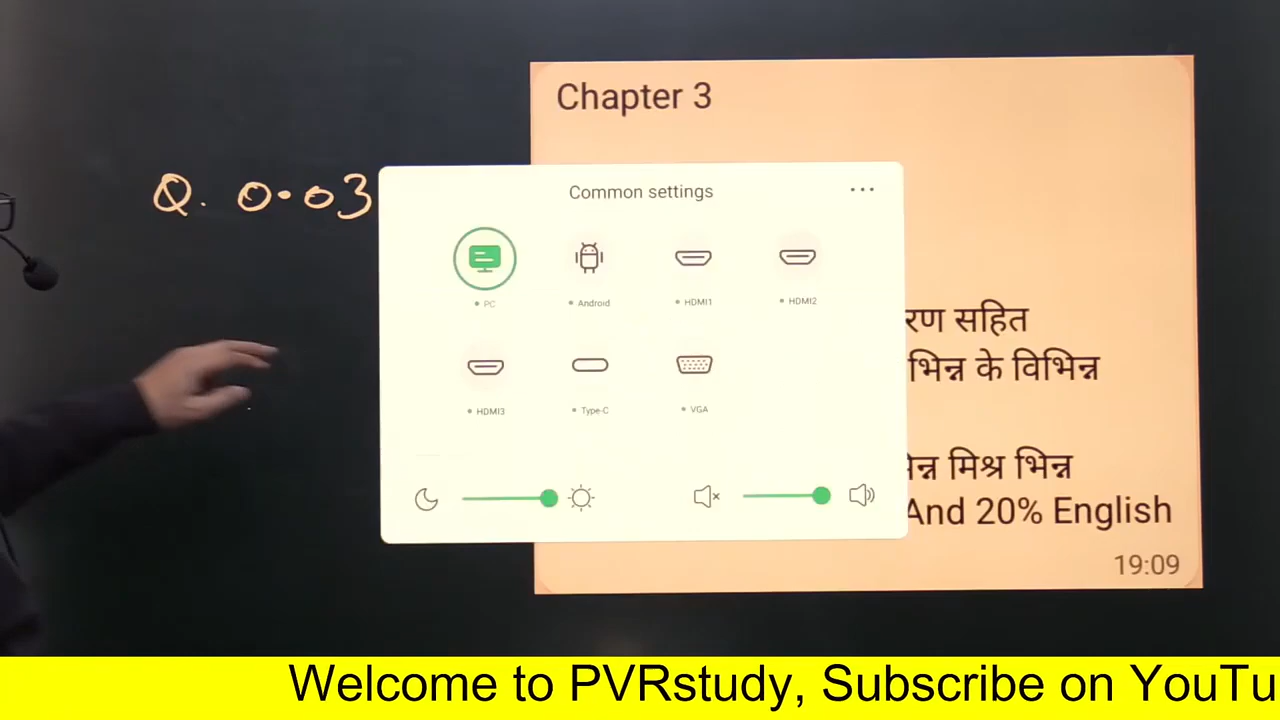 Chapter 3
Q. 0.03
Common settings
PC
Android
HDMI1
HDMI2
रण सहित
भिन्न के विभिन्न
HDMI3
Type-C
VGA
मिश्र भिन्न
And 20% English
19:09
Welcome to PVRstudy, Subscribe on YouTu